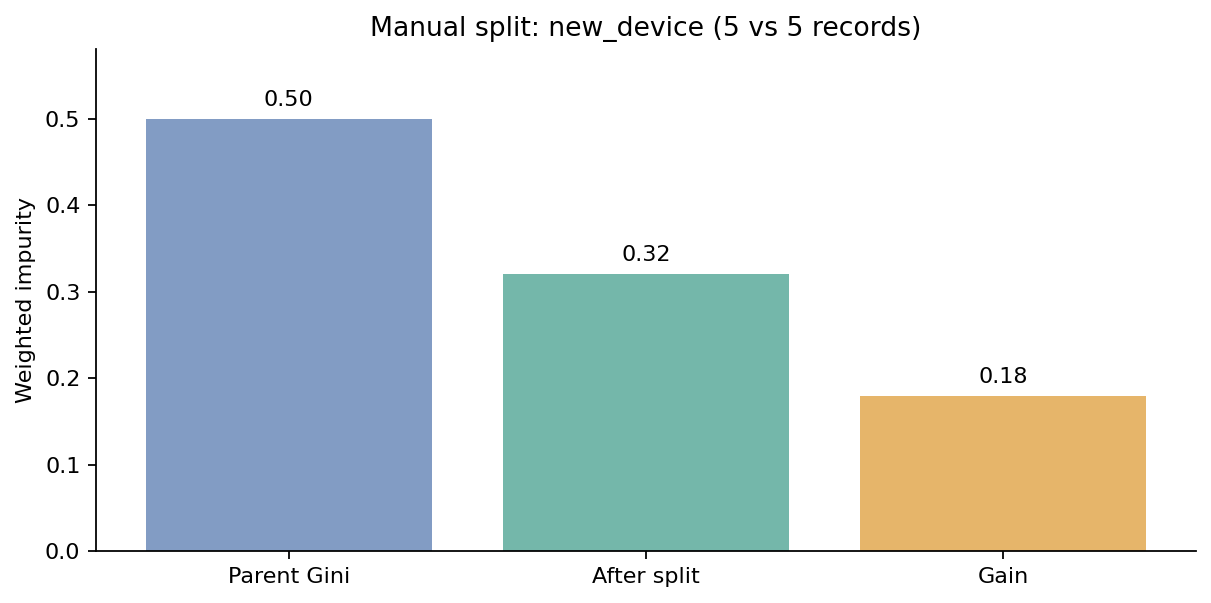 Manual split: new_device (5 vs 5 records)
Weighted impurity
0.5
0.4
0.3
0.2
0.1
0.0
0.50
0.32
0.18
Parent Gini
After split
Gain